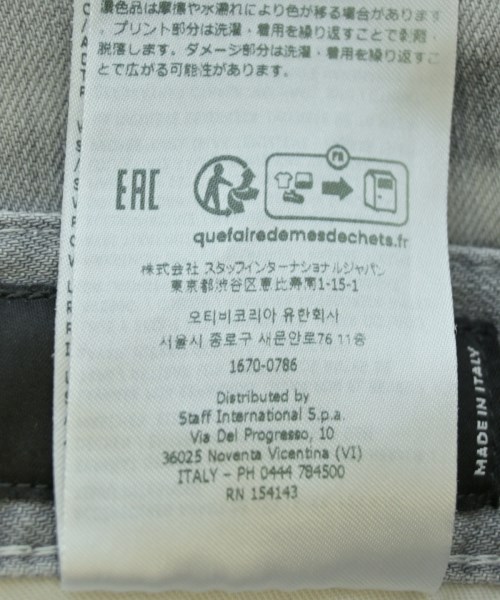 濃色品は摩擦や水濡れにより色が移る場合があります
。プリント部分は洗濯・着用を繰り返すことで剥離・
脱落します。ダメージ部分は洗濯・着用を繰り返すこ
とで広がる可能性があります。
EAC
FR
quefairedemesdechets.fr
株式会社 スタッフインターナショナルジャパン
東京都渋谷区恵比寿南1-15-1
오티비코리아 유한회사
서울시 중로구 새문안로76 11층
1670-0786
Distributed by
Staff International S.p.a.
Via Del Progresso, 10
36025 Noventa Vicentina (VI)
ITALY - PH 0444 784500
RN 154143
MADE IN ITALY